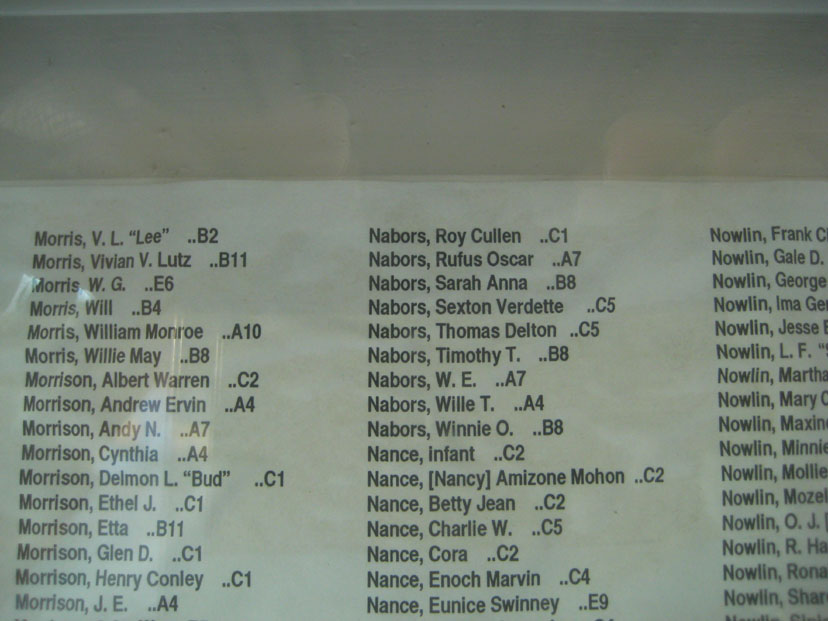 Morris, V. L. “Lee” ..B2
Morris, Vivian V. Lutz ..B11
Morris, W. G. ..E6
Morris, Will ..B4
Morris, William Monroe ..A10
Morris, Willie May ..B8
Morrison, Albert Warren ..C2
Morrison, Andrew Ervin ..A4
Morrison, Andy N. ..A7
Morrison, Cynthia ..A4
Morrison, Delmon L. “Bud” ..C1
Morrison, Ethel J. ..C1
Morrison, Etta ..B11
Morrison, Glen D. ..C1
Morrison, Henry Conley ..C1
Morrison, J. E. ..A4
Nabors, Roy Cullen ..C1
Nabors, Rufus Oscar ..A7
Nabors, Sarah Anna ..B8
Nabors, Sexton Verdette ..C5
Nabors, Thomas Delton ..C5
Nabors, Timothy T. ..B8
Nabors, W. E. ..A7
Nabors, Wille T. ..A4
Nabors, Winnie O. ..B8
Nance, infant ..C2
Nance, [Nancy] Amizone Mohon ..C2
Nance, Betty Jean ..C2
Nance, Charlie W. ..C5
Nance, Cora ..C2
Nance, Enoch Marvin ..C4
Nance, Eunice Swinney ..E9
Nowlin, Frank
Nowlin, Gale D.
Nowlin, George
Nowlin, Ima
Nowlin, Jesse
Nowlin, L. F.
Nowlin, Martha
Nowlin, Mary
Nowlin,
Nowlin, Minnie
Nowlin, Mollie
Nowlin,
Nowlin, O. J.
Nowlin, R.
Nowlin,
Nowlin,